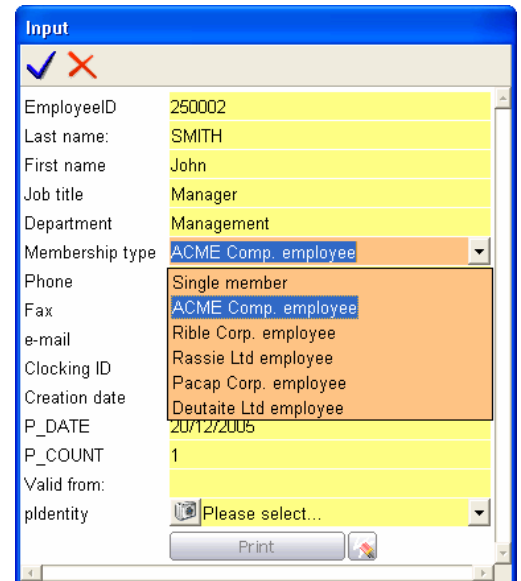 Input
EmployeeID 250002
Last name: SMITH
First name John
Job title Manager
Department Management
Membership type ACME Comp. employee
Phone Single member
Fax ACME Comp. employee
e-mail Rible Corp. employee
Clocking ID Rassie Ltd employee
Creation date Pacap Corp. employee
Deutaite Ltd employee
P_DATE 20/12/2005
P_COUNT 1
Valid from:
pIdentity Please select...
Print